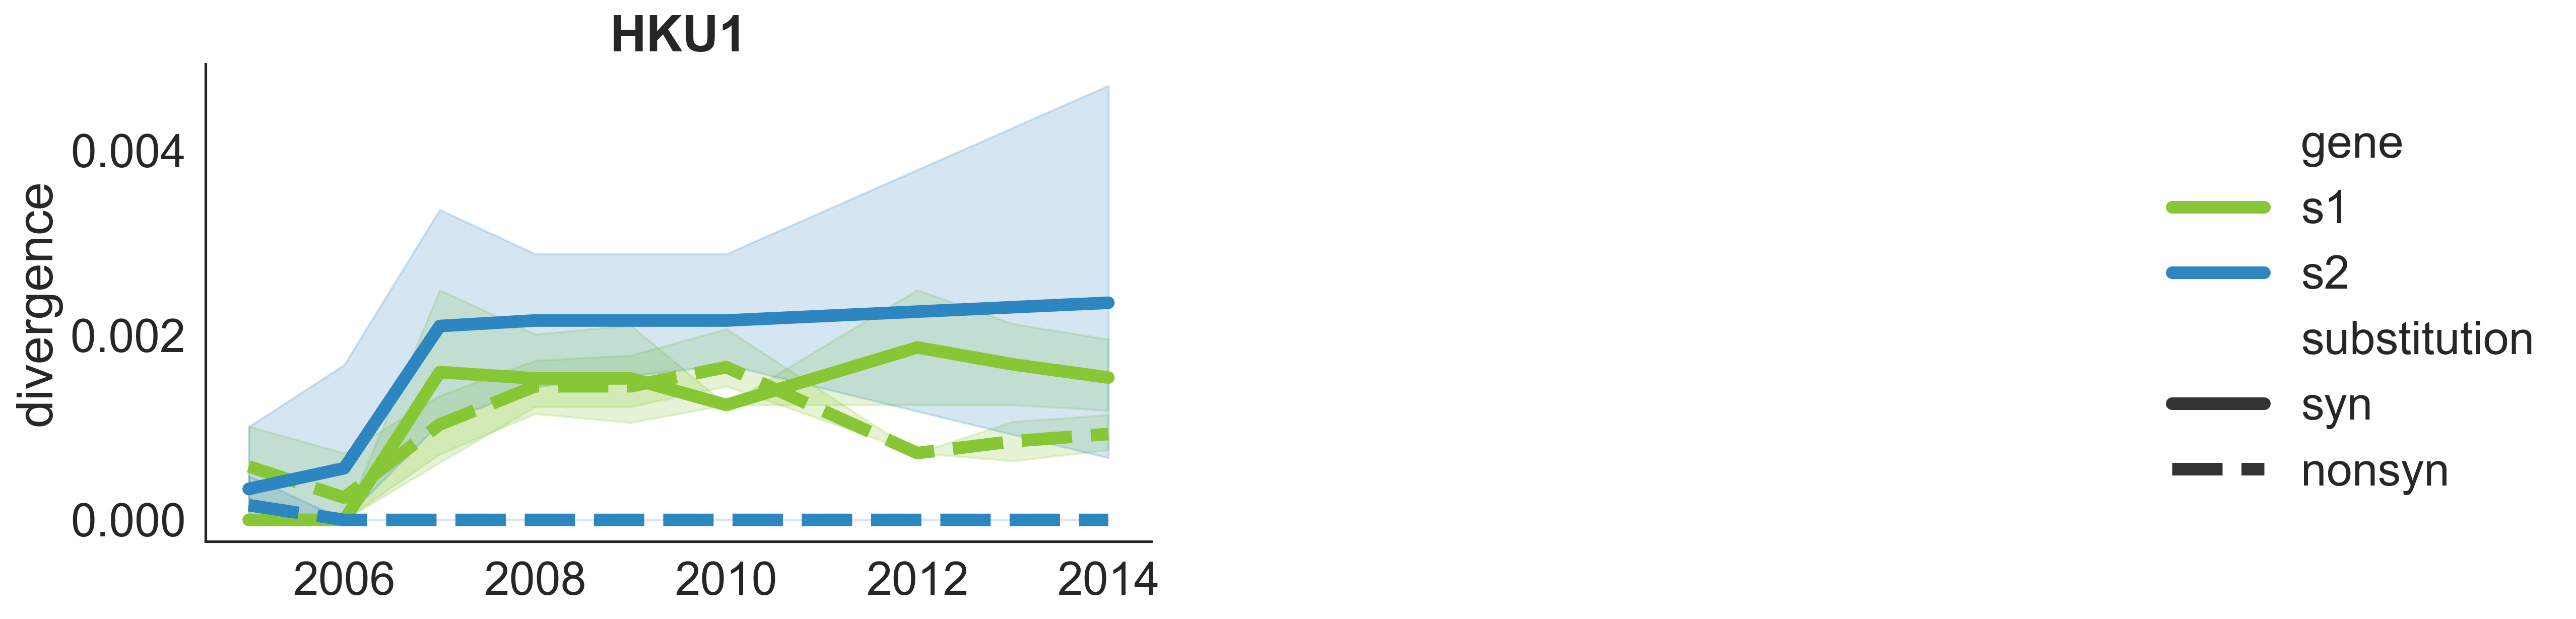 HKU1
divergence
0.004
0.002
0.000
2006 2008 2010 2012 2014
gene
s1
s2
substitution
syn
nonsyn